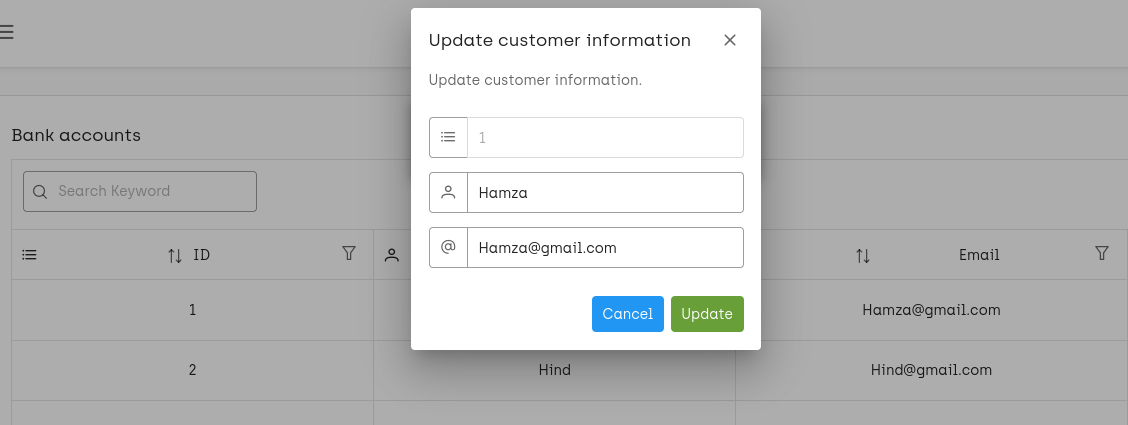 Update customer information
Update customer information.
Bank accounts
1
Search Keyword
Hamza
Hamza@gmail.com
ID
Email
1
Hamza@gmail.com
Cancel
Update
2
Hind
Hind@gmail.com